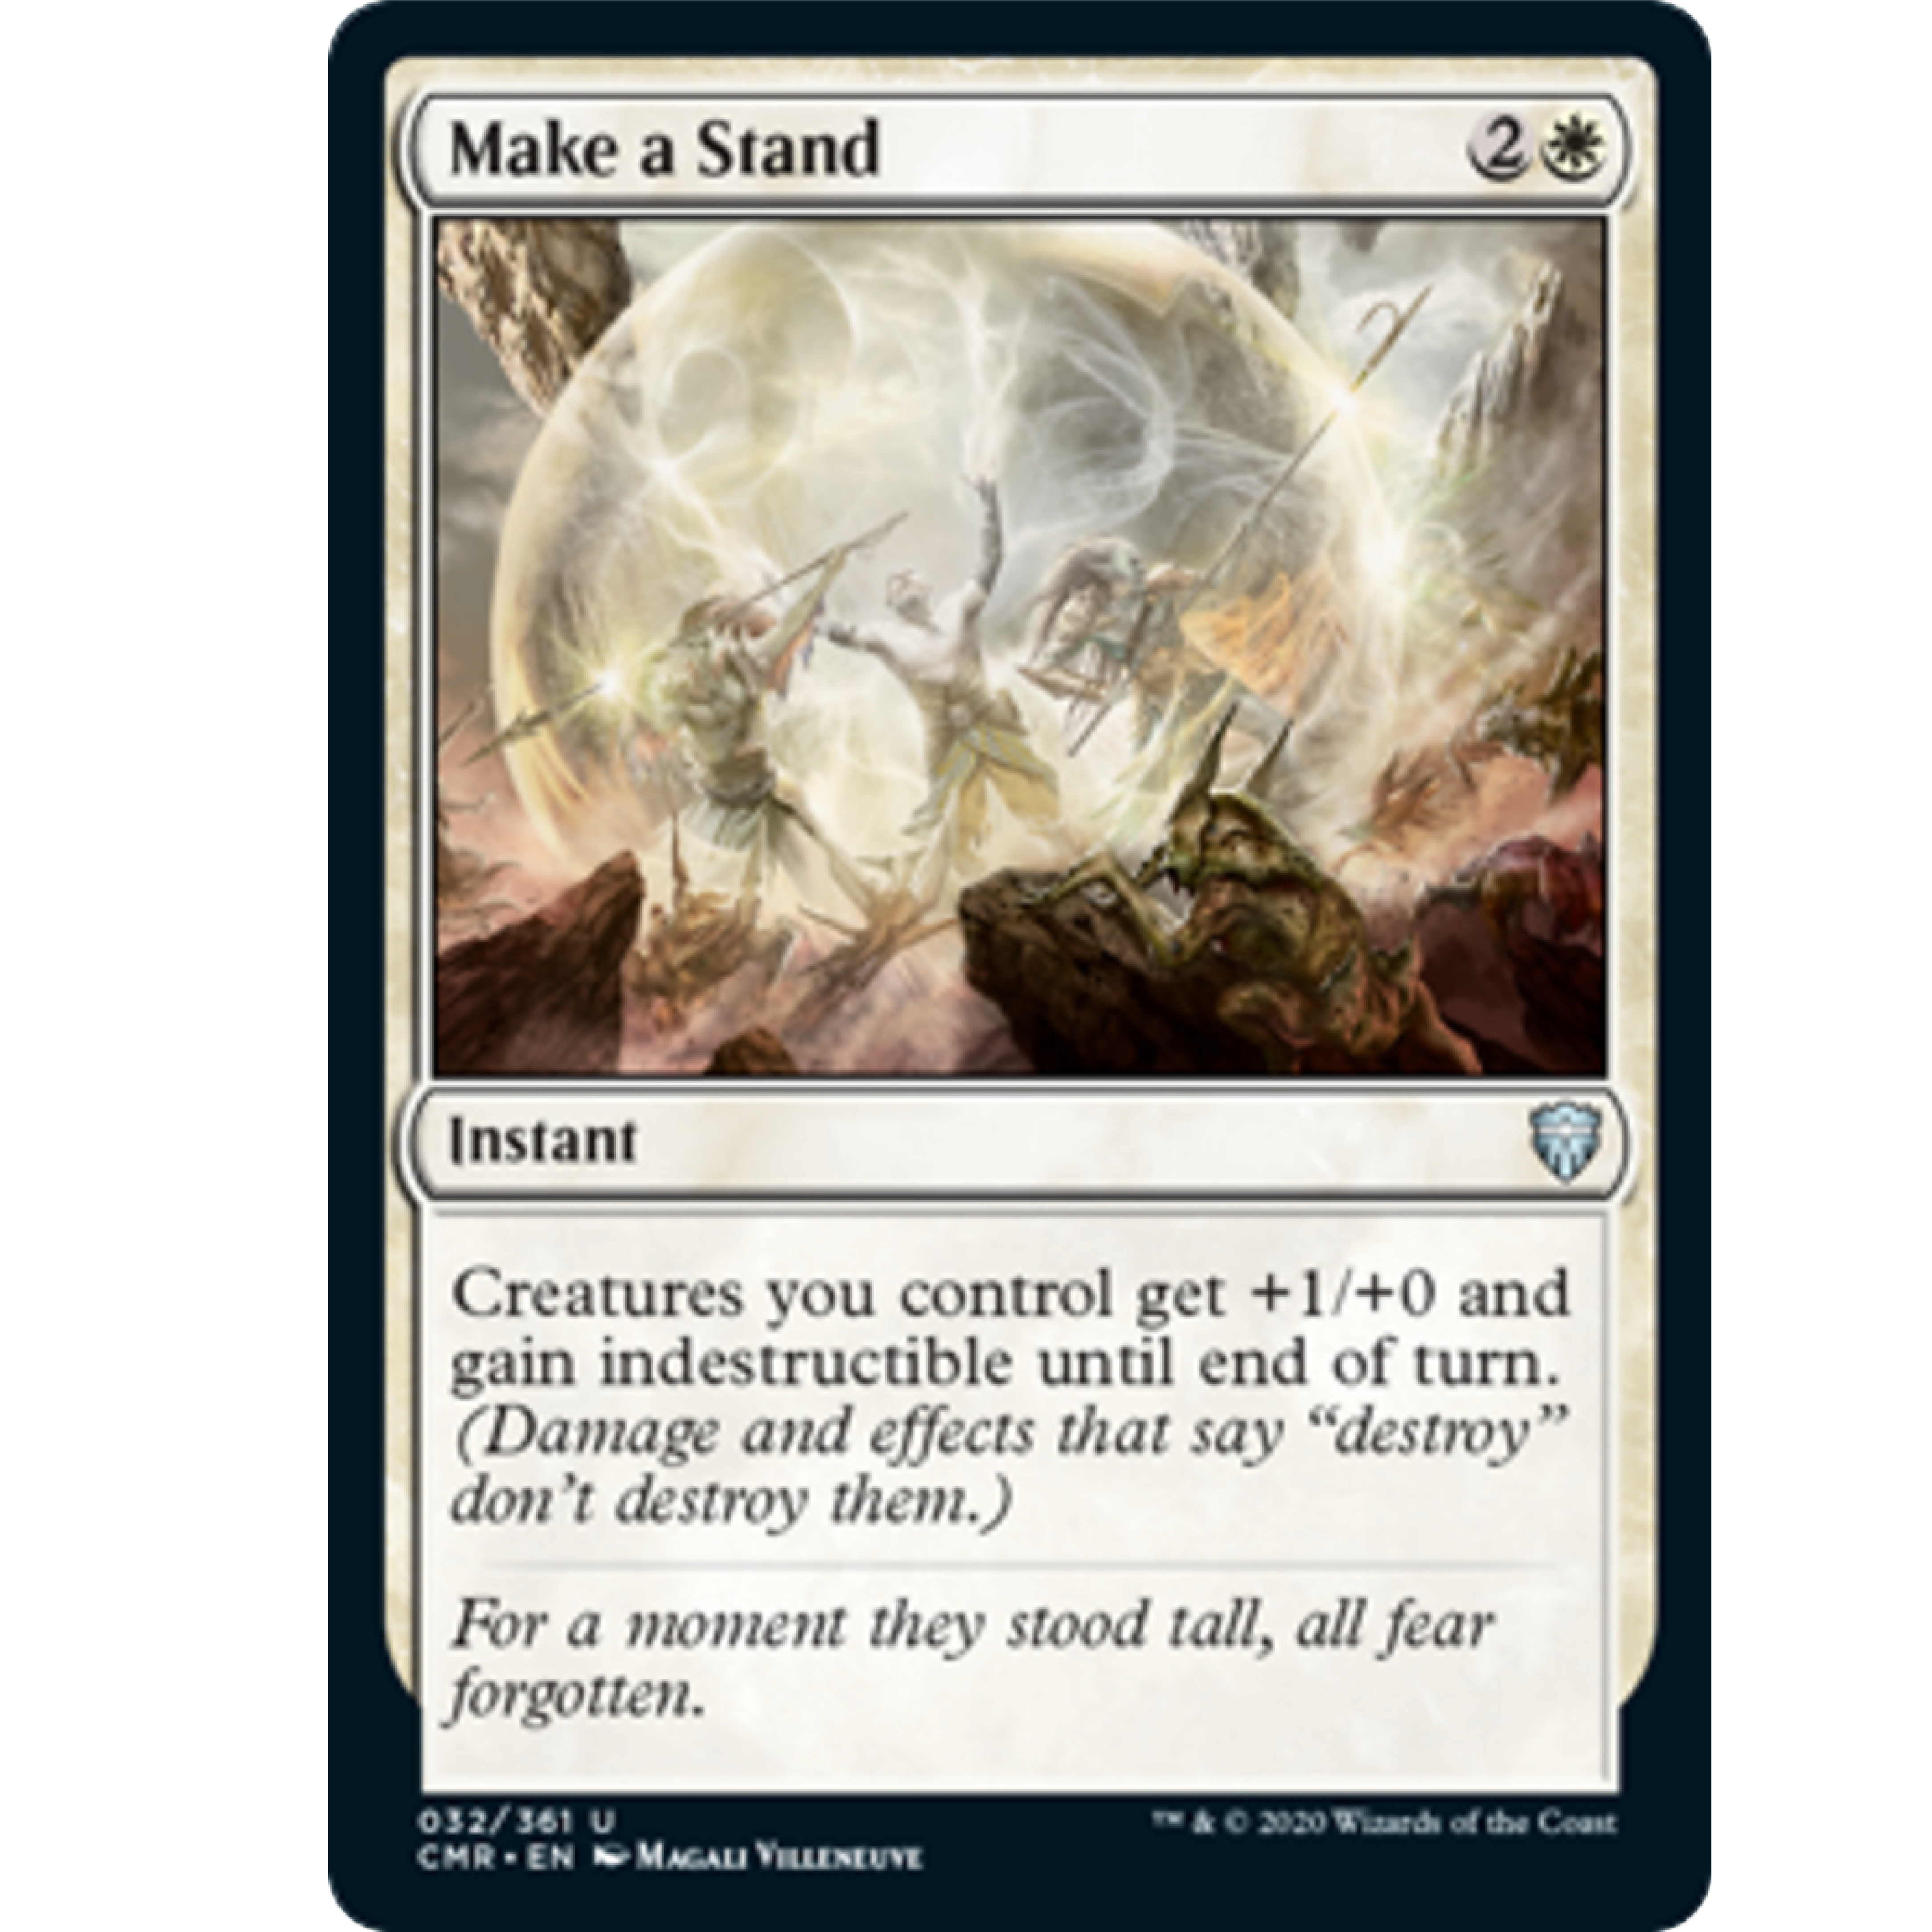 Make a Stand 2
Instant
Creatures you control get +1/+0 and
gain indestructible until end of turn.
(Damage and effects that say “destroy”
don’t destroy them.)
For a moment they stood tall, all fear
forgotten.
032/361 U
CMR • EN MAGALI VILLENEUVE
™ & © 2020 Wizards of the Coast